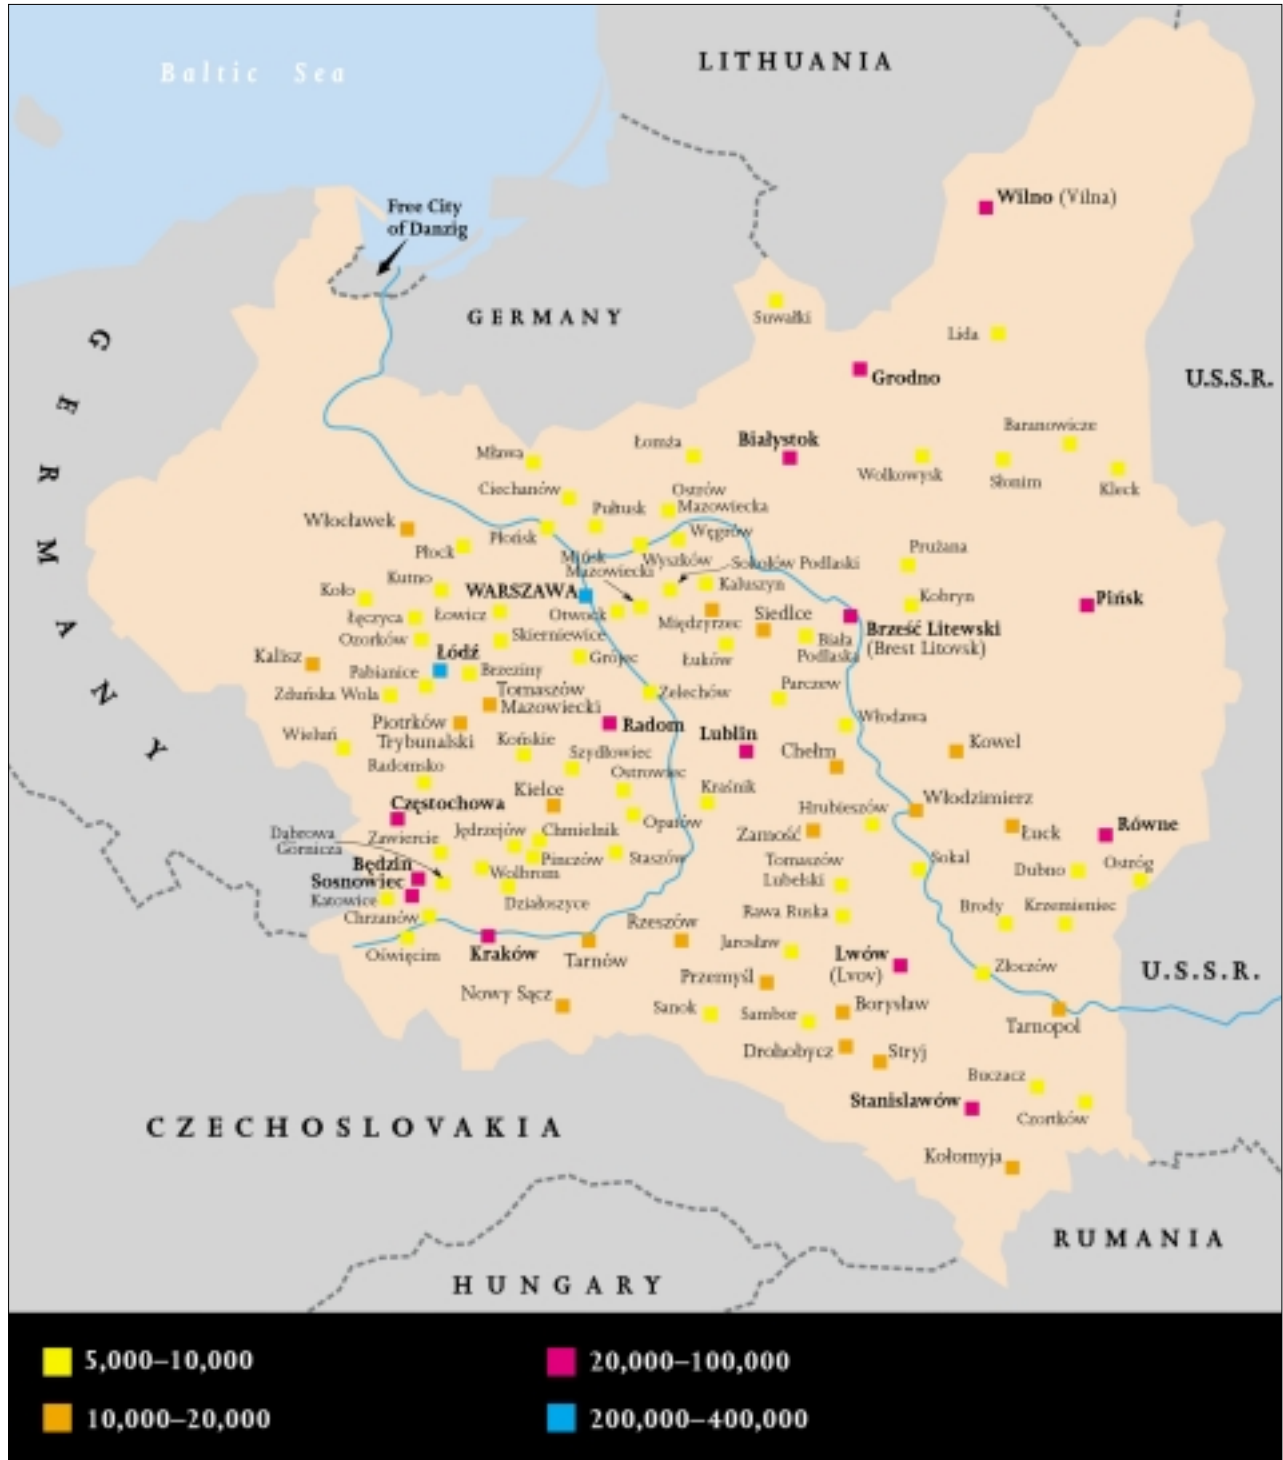 Baltic Sea
LITHUANIA
Wilno (Vilna)
Free City
of Danzig
GERMANY
GERMANY
Suwałki
Lida
U.S.S.R.
Grodno
Baranowicze
Łomża
Białystok
Mława
Wolkowysk
Słonim
Kleck
Ciechanów
Ostrów
Mazowiecka
Pułtusk
Włocławek
Płońsk
Węgrów
Płock
Prużana
Mińsk
Mazowiecki
Wyszków
Sokołów Podlaski
Kutno
Kaluszyn
Koło
WARSZAWA
Kobryn
Pińsk
Łęczyca
Łowicz
Otwock
Międzyrzec
Siedlce
Brześć Litewski
(Brest Litovsk)
Ozorków
Skierniewice
Biała
Podlaska
Kalisz
Łódź
Grójec
Łuków
Pabianice
Brzeziny
Parczew
Zduńska Wola
Tomaszów
Mazowiecki
Żelechów
Włodawa
Piotrków
Trybunalski
Radom
Lublin
Wieluń
Końskie
Chełm
Kowel
Szydłowiec
Radomsko
Ostrowiec
Kielce
Kraśnik
Częstochowa
Hrubieszów
Włodzimierz
Opatów
Dąbrowa
Górnicza
Zawiercie
Jędrzejów
Chmielnik
Zamość
Łuck
Równe
Pinczów
Staszów
Tomaszów
Lubelski
Sokal
Dubno
Ostróg
Będzin
Sosnowiec
Wolbrom
Katowice
Działoszyce
Chrzanów
Rawa Ruska
Brody
Krzemieniec
Rzeszów
Oświęcim
Kraków
Tarnów
Jarosław
Lwów
(Lvov)
Złoczów
U.S.S.R.
Przemyśl
Nowy Sącz
Sanok
Sambor
Borysław
Tarnopol
Drohobycz
Stryj
Buczacz
Stanisławów
Czortków
CZECHOSLOVAKIA
Kołomyja
RUMANIA
HUNGARY
5,000–10,000
20,000–100,000
10,000–20,000
200,000–400,000